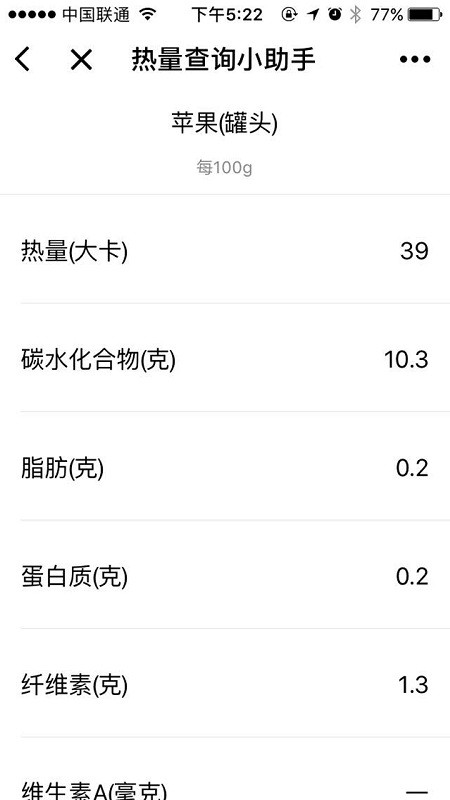 中国联通 下午5:22 77%
热量查询小助手
苹果(罐头)
每100g
热量(大卡) 39
碳水化合物(克) 10.3
脂肪(克) 0.2
蛋白质(克) 0.2
纤维素(克) 1.3
维生素A(毫克) 一